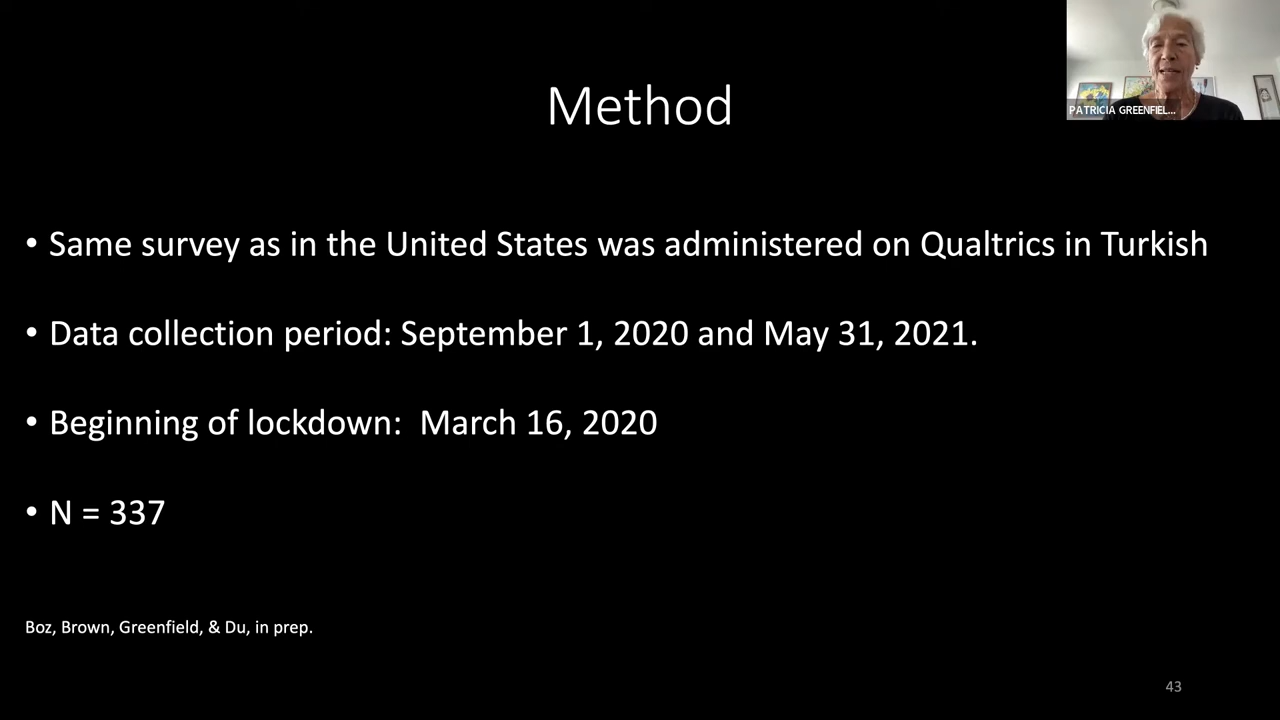 PATRICIA GREENFIEL...
Method
• Same survey as in the United States was administered on Qualtrics in Turkish
• Data collection period: September 1, 2020 and May 31, 2021.
• Beginning of lockdown:  March 16, 2020
• N = 337
Boz, Brown, Greenfield, & Du, in prep.
43